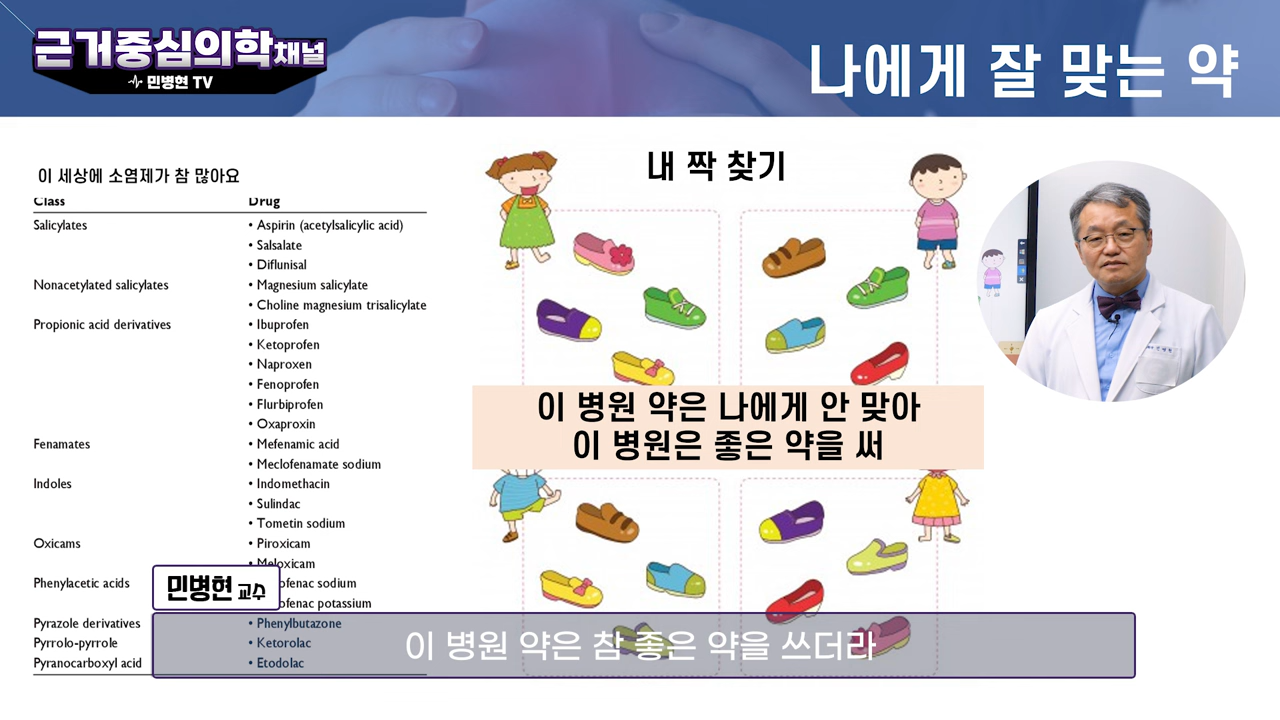 근거중심의학채널
민병현 TV
나에게 잘 맞는 약
이 세상에 소염제가 참 많아요
Class Drug
Salicylates • Aspirin (acetylsalicylic acid)
• Salsalate
• Diflunisal
Nonacetylated salicylates • Magnesium salicylate
• Choline magnesium trisalicylate
Propionic acid derivatives • Ibuprofen
• Ketoprofen
• Naproxen
• Fenoprofen
• Flurbiprofen
• Oxaproxin
Fenamates • Mefenamic acid
• Meclofenamate sodium
Indoles • Indomethacin
• Sulindac
• Tometin sodium
Oxicams • Piroxicam
Meloxicam
Phenylacetic acids ofenac sodium
ofenac potassium
Pyrazole derivatives • Phenylbutazone
Pyrrolo-pyrrole • Ketorolac
Pyranocarboxyl acid • Etodolac
내 짝 찾기
이 병원 약은 나에게 안 맞아
이 병원은 좋은 약을 써
민병현 교수
이 병원 약은 참 좋은 약을 쓰더라